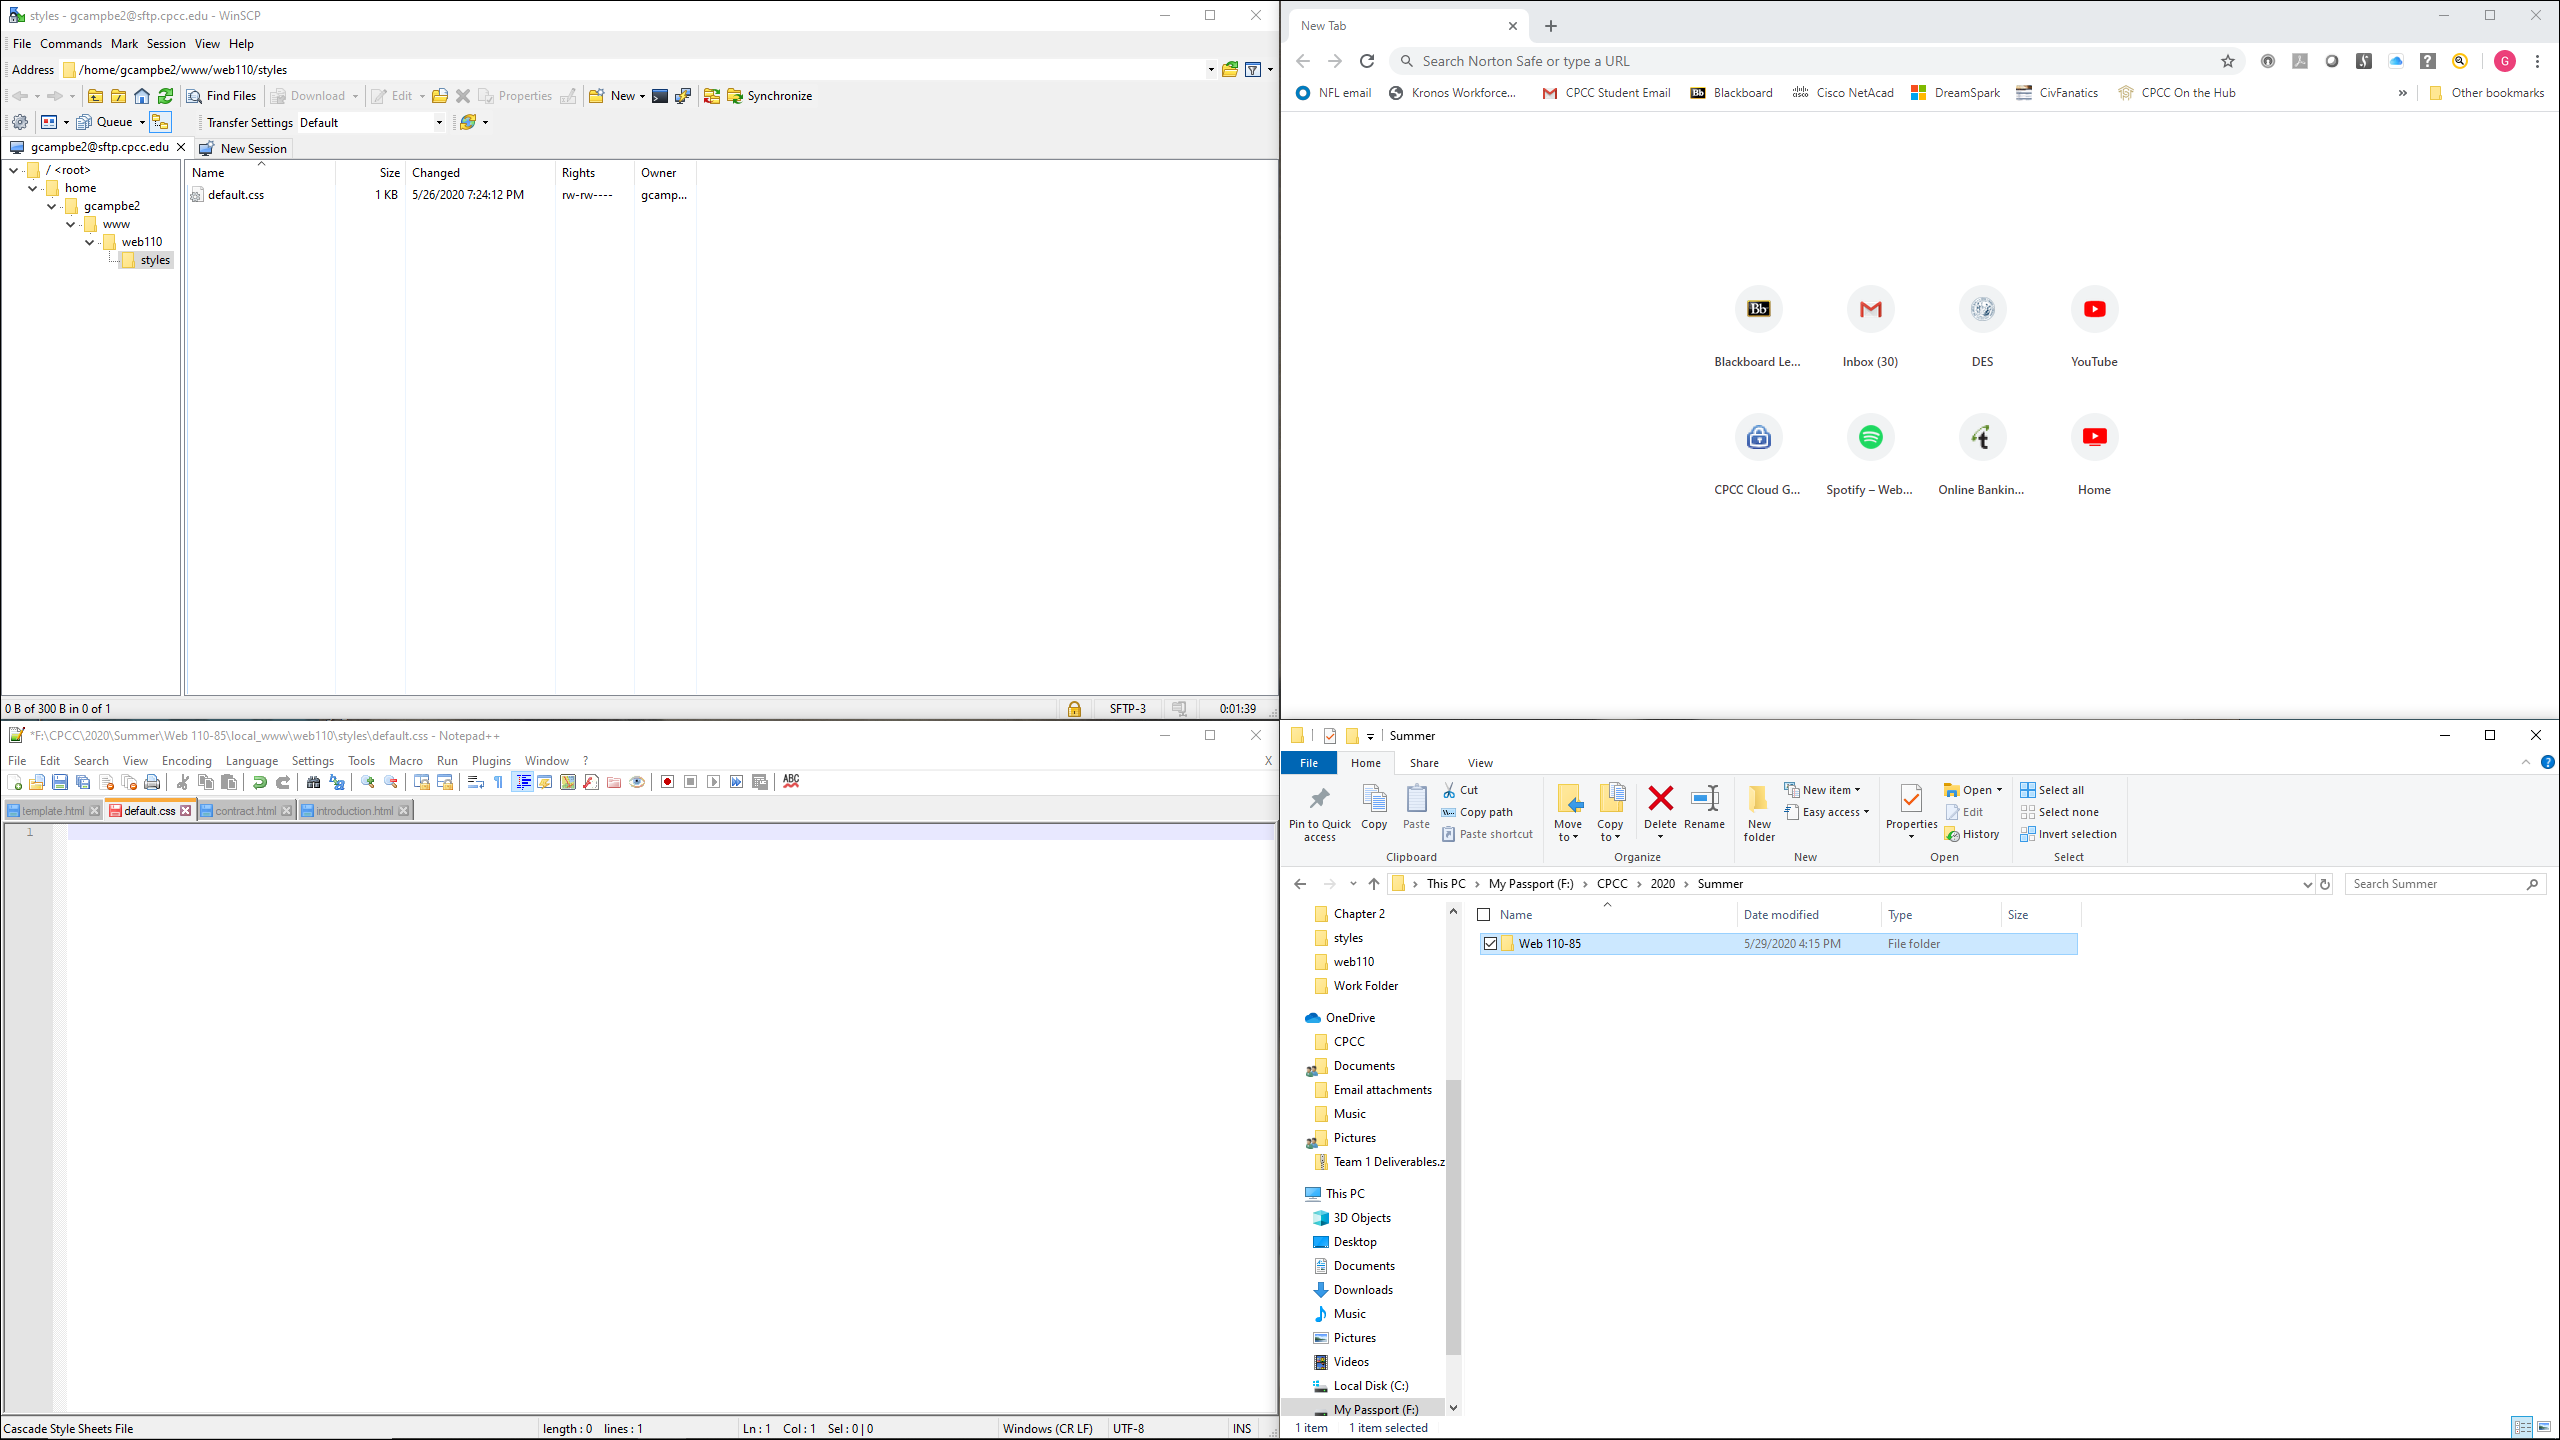 styles - gcampbe2@sftp.cpcc.edu - WinSCP
File Commands Mark Session View Help
Address /home/gcampbe2/www/web110/styles
Find Files Download Edit Properties New Synchronize
Queue Transfer Settings Default
gcampbe2@sftp.cpcc.edu New Session
/ <root>
home
gcampbe2
www
web110
styles
Name Size Changed Rights Owner
default.css 1 KB 5/26/2020 7:24:12 PM rw-rw---- gcamp...
0 B of 300 B in 0 of 1 SFTP-3 0:01:39
New Tab
Search Norton Safe or type a URL
G
NFL email Kronos Workforce... CPCC Student Email Bb Blackboard cisco Cisco NetAcad DreamSpark CivFanatics CPCC On the Hub » Other bookmarks
Bb
Blackboard Le... Inbox (30) DES YouTube
t
CPCC Cloud G... Spotify – Web... Online Bankin... Home
*F:\CPCC\2020\Summer\Web 110-85\local_www\web110\styles\default.css - Notepad++
File Edit Search View Encoding Language Settings Tools Macro Run Plugins Window ? X
ABC
template.html default.css contract.html introduction.html
1
Cascade Style Sheets File length : 0 lines : 1 Ln : 1 Col : 1 Sel : 0 | 0 Windows (CR LF) UTF-8 INS
Summer
File Home Share View
Pin to Quick access
Copy
Paste
Cut
Copy path
Paste shortcut
Clipboard
Move to
Copy to
Delete
Rename
Organize
New folder
New item
Easy access
New
Properties
Open
Edit
History
Open
Select all
Select none
Invert selection
Select
This PC > My Passport (F:) > CPCC > 2020 > Summer
Search Summer
Chapter 2
styles
web110
Work Folder
OneDrive
CPCC
Documents
Email attachments
Music
Pictures
Team 1 Deliverables.z
This PC
3D Objects
Desktop
Documents
Downloads
Music
Pictures
Videos
Local Disk (C:)
My Passport (F:)
Name Date modified Type Size
Web 110-85 5/29/2020 4:15 PM File folder
1 item 1 item selected